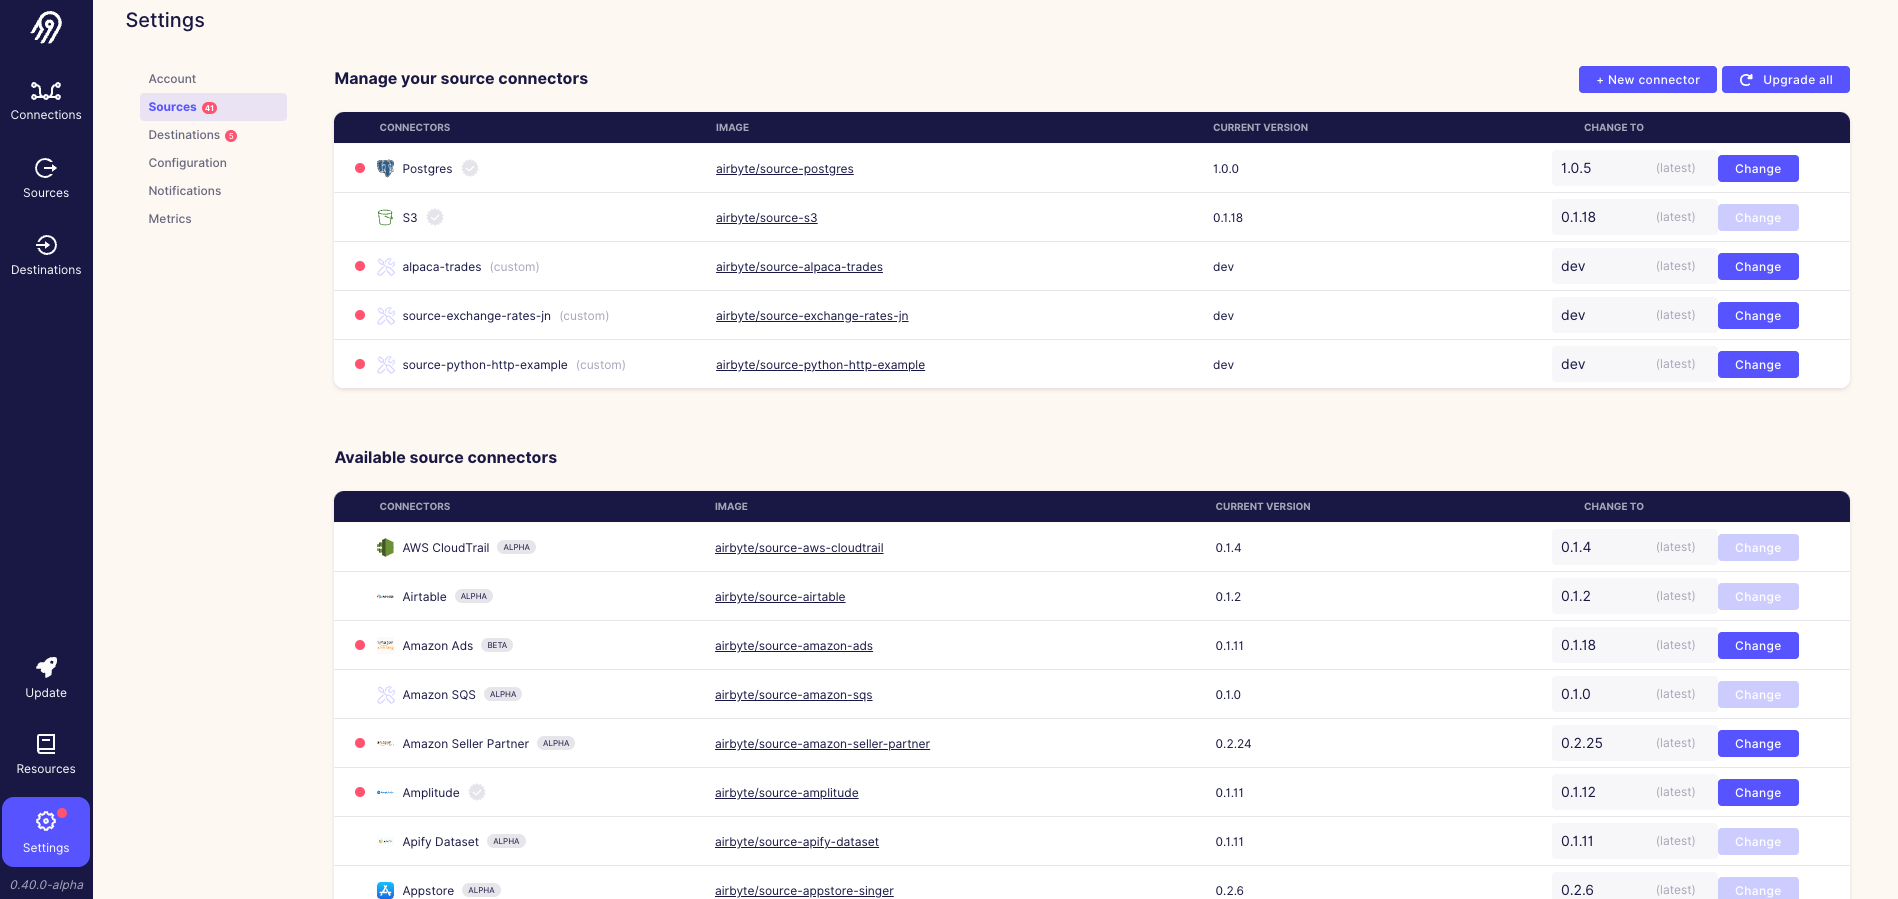 Settings
Connections
Sources
Destinations
Update
Resources
Settings
0.40.0-alpha
Account
Sources 41
Destinations 5
Configuration
Notifications
Metrics
Manage your source connectors
+ New connector
Upgrade all
CONNECTORS IMAGE CURRENT VERSION CHANGE TO
Postgres airbyte/source-postgres 1.0.0 1.0.5 (latest) Change
S3 airbyte/source-s3 0.1.18 0.1.18 (latest) Change
alpaca-trades (custom) airbyte/source-alpaca-trades dev dev (latest) Change
source-exchange-rates-jn (custom) airbyte/source-exchange-rates-jn dev dev (latest) Change
source-python-http-example (custom) airbyte/source-python-http-example dev dev (latest) Change
Available source connectors
CONNECTORS IMAGE CURRENT VERSION CHANGE TO
AWS CloudTrail ALPHA airbyte/source-aws-cloudtrail 0.1.4 0.1.4 (latest) Change
Airtable ALPHA airbyte/source-airtable 0.1.2 0.1.2 (latest) Change
Amazon Ads BETA airbyte/source-amazon-ads 0.1.11 0.1.18 (latest) Change
Amazon SQS ALPHA airbyte/source-amazon-sqs 0.1.0 0.1.0 (latest) Change
Amazon Seller Partner ALPHA airbyte/source-amazon-seller-partner 0.2.24 0.2.25 (latest) Change
Amplitude airbyte/source-amplitude 0.1.11 0.1.12 (latest) Change
Apify Dataset ALPHA airbyte/source-apify-dataset 0.1.11 0.1.11 (latest) Change
Appstore ALPHA airbyte/source-appstore-singer 0.2.6 0.2.6 (latest) Change